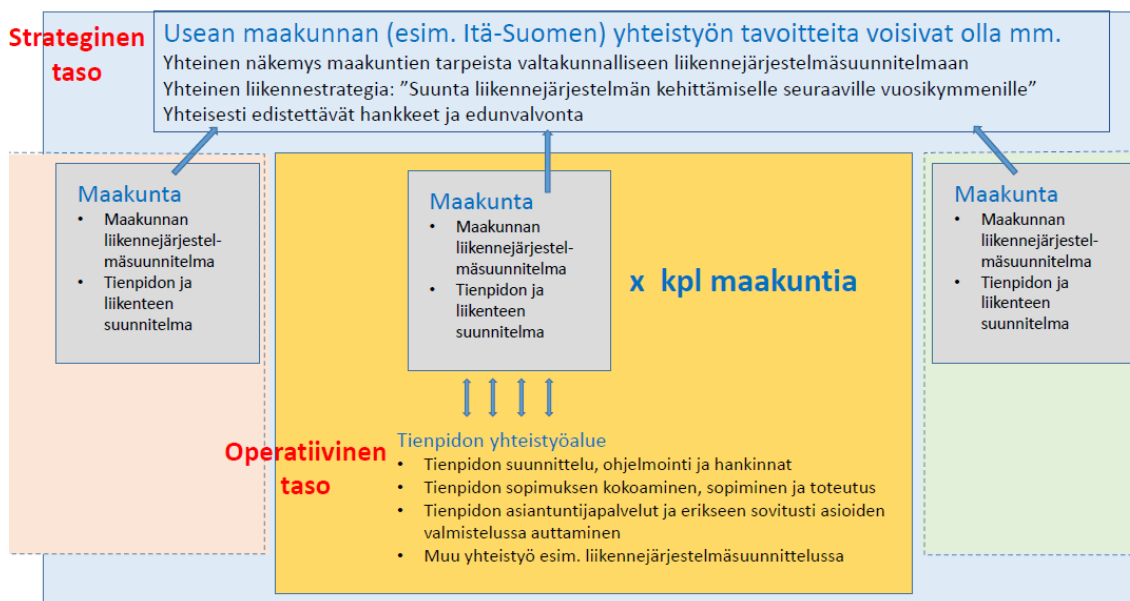 Strateginen
taso
Usean maakunnan (esim. Itä-Suomen) yhteistyön tavoitteita voisivat olla mm.
Yhteinen näkemys maakuntien tarpeista valtakunnalliseen liikennejärjestelmäsuunnitelmaan
Yhteinen liikennestrategia: ”Suunta liikennejärjestelmän kehittämiselle seuraaville vuosikymmenille”
Yhteisesti edistettävät hankkeet ja edunvalvonta
Maakunta
• Maakunnan
liikennejärjestel-
mäsuunnitelma
• Tienpidon ja
liikenteen
suunnitelma
Maakunta
• Maakunnan
liikennejärjestel-
mäsuunnitelma
• Tienpidon ja
liikenteen
suunnitelma
x kpl maakuntia
Maakunta
• Maakunnan
liikennejärjestel-
mäsuunnitelma
• Tienpidon ja
liikenteen
suunnitelma
Operatiivinen
taso
Tienpidon yhteistyöalue
• Tienpidon suunnittelu, ohjelmointi ja hankinnat
• Tienpidon sopimuksen kokoaminen, sopiminen ja toteutus
• Tienpidon asiantuntijapalvelut ja erikseen sovitusti asioiden
valmistelussa auttaminen
• Muu yhteistyö esim. liikennejärjestelmäsuunnittelussa